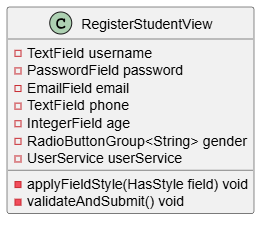 C RegisterStudentView
TextField username
PasswordField password
EmailField email
TextField phone
IntegerField age
RadioButtonGroup<String> gender
UserService userService
applyFieldStyle(HasStyle field) void
validateAndSubmit() void